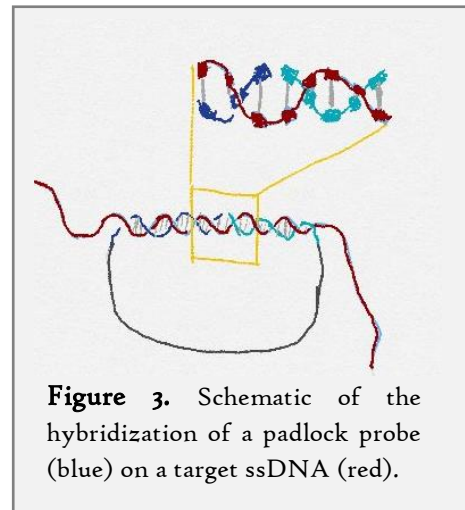 Figure 3. Schematic of the
hybridization of a padlock probe
(blue) on a target ssDNA (red).